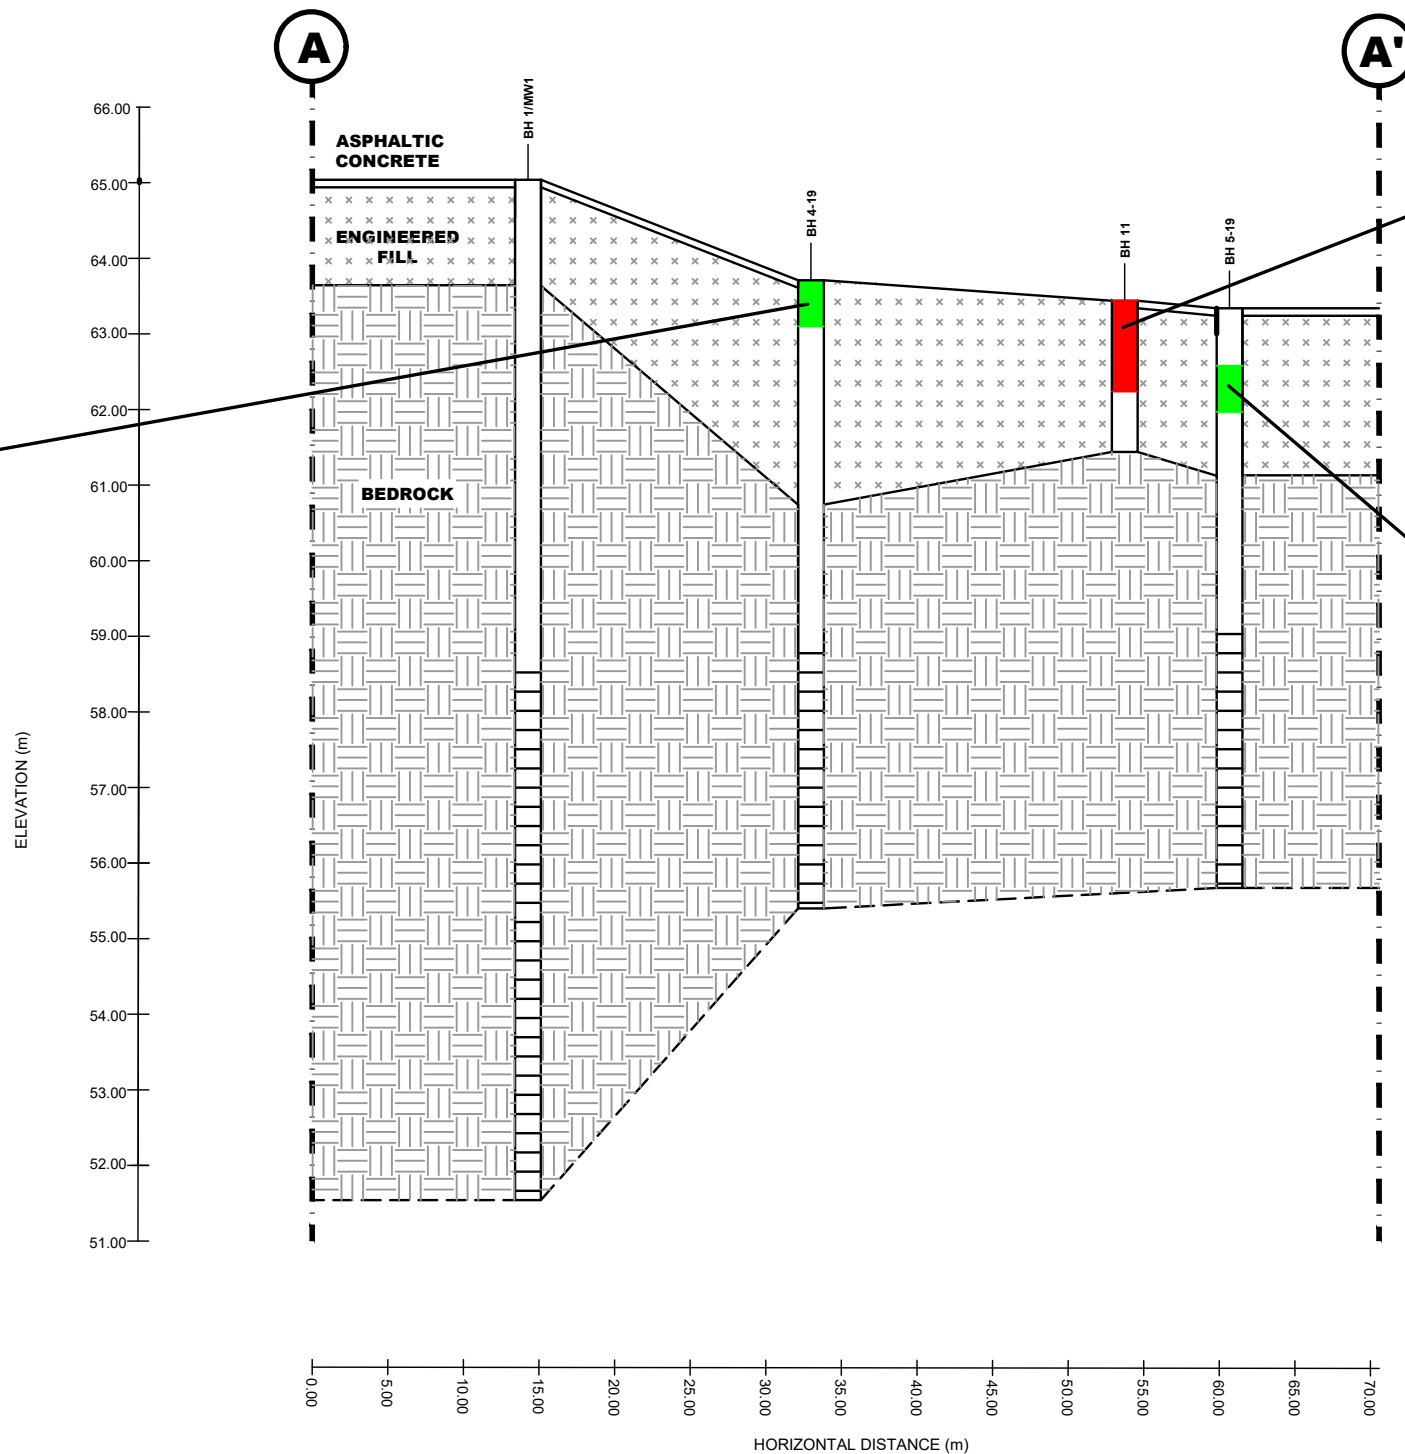 A
A'
BH 1/MW1
BH 4-19
BH 11
BH 5-19
ASPHALTIC
CONCRETE
ENGINEERED
FILL
BEDROCK
66.00
65.00
64.00
63.00
62.00
61.00
60.00
59.00
58.00
57.00
56.00
55.00
54.00
53.00
52.00
51.00
ELEVATION (m)
0.00
5.00
10.00
15.00
20.00
25.00
30.00
35.00
40.00
45.00
50.00
55.00
60.00
65.00
70.00
HORIZONTAL DISTANCE (m)